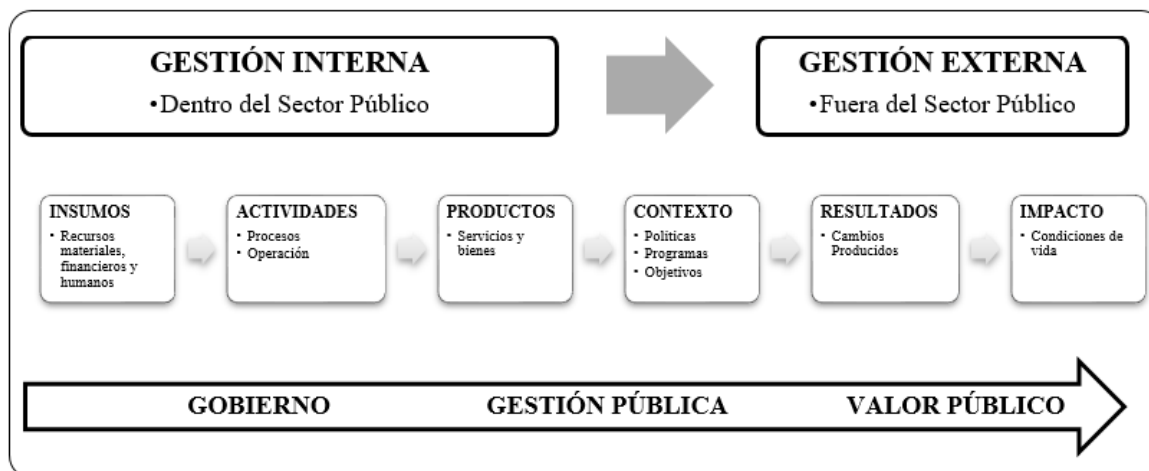 GESTIÓN INTERNA
•Dentro del Sector Público
GESTIÓN EXTERNA
•Fuera del Sector Público
INSUMOS
• Recursos
materiales,
financieros y
humanos
ACTIVIDADES
• Procesos
• Operación
PRODUCTOS
• Servicios y
bienes
CONTEXTO
• Políticas
• Programas
• Objetivos
RESULTADOS
• Cambios
Producidos
IMPACTO
• Condiciones de
vida
GOBIERNO
GESTIÓN PÚBLICA
VALOR PÚBLICO